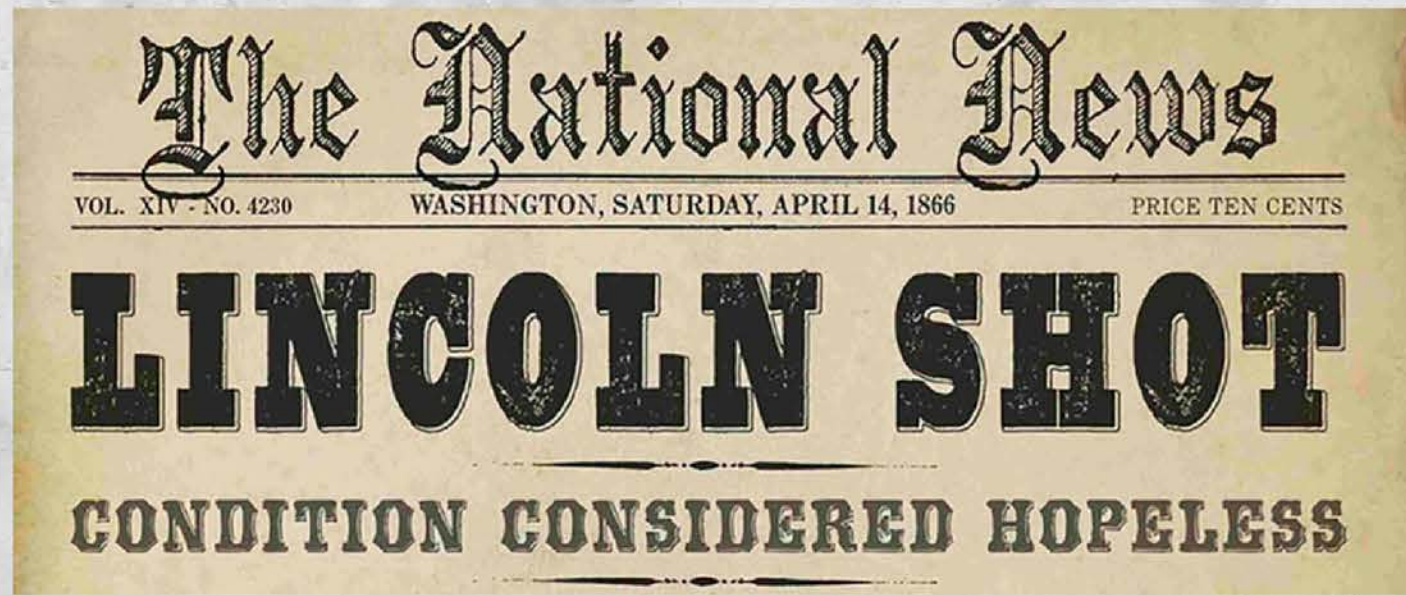 The National News
VOL. XIV - NO. 4230 WASHINGTON, SATURDAY, APRIL 14, 1866 PRICE TEN CENTS
LINCOLN SHOT
CONDITION CONSIDERED HOPELESS